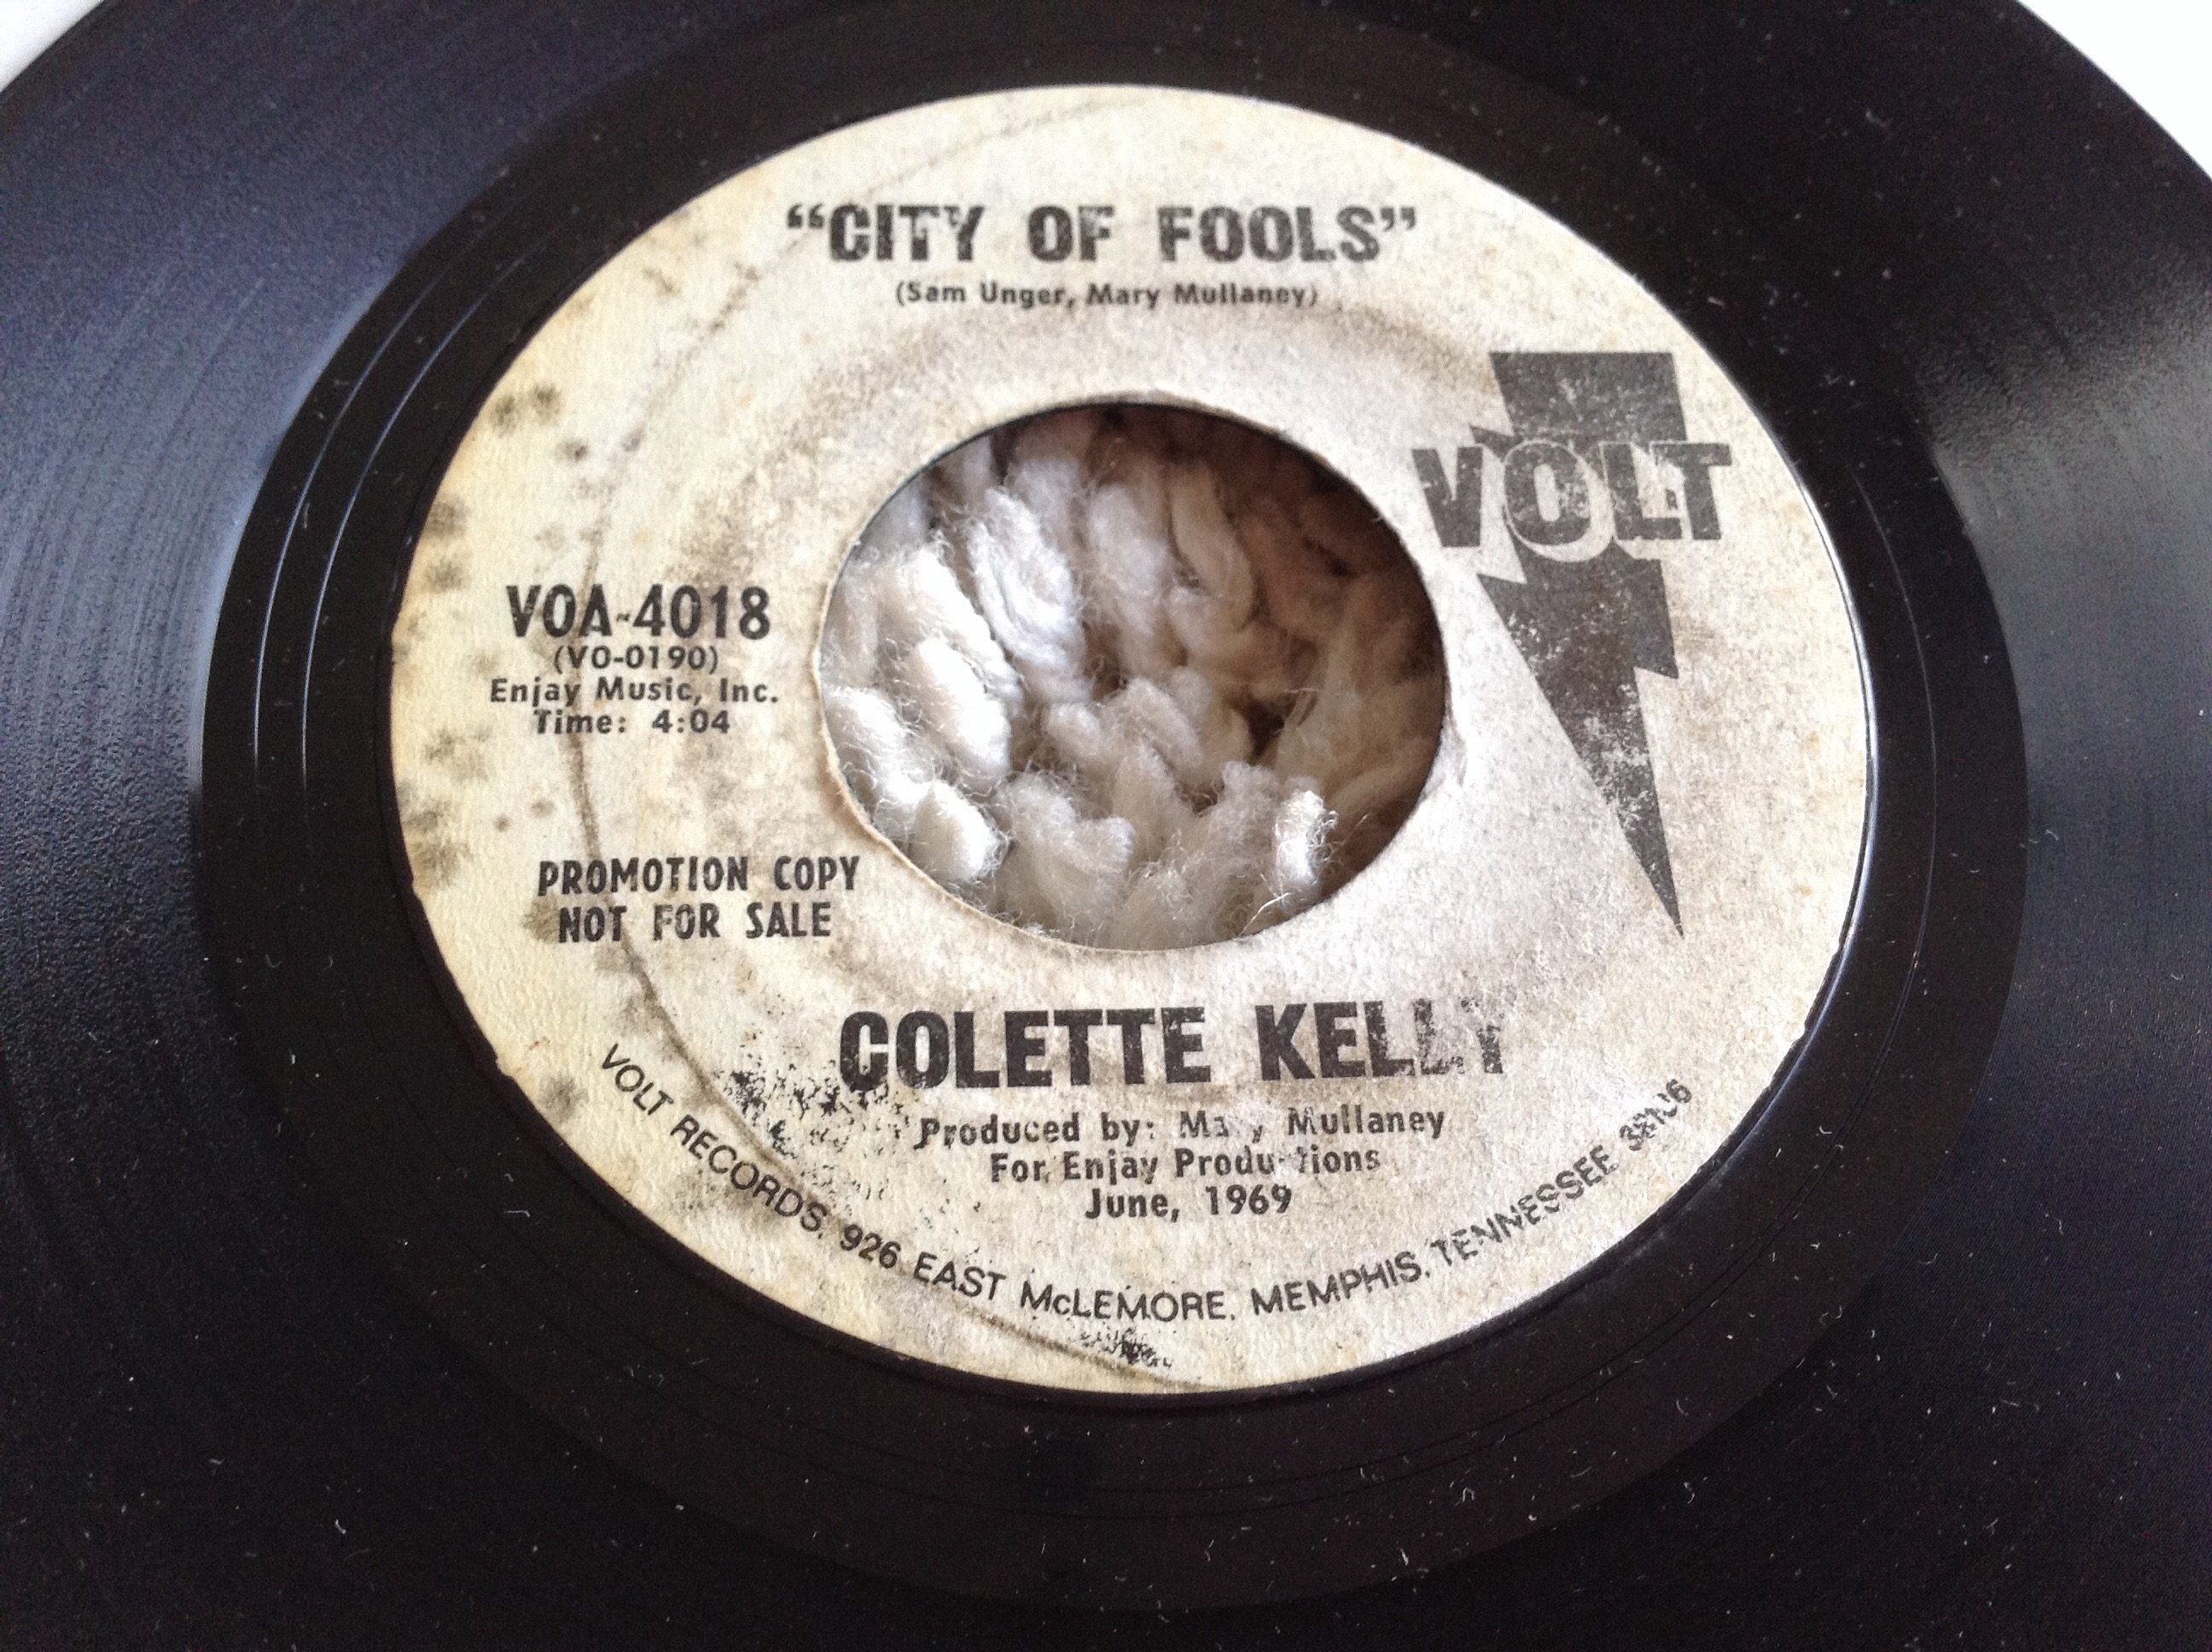 “CITY OF FOOLS”
(Sam Unger, Mary Mullaney)
VOLT
VOA-4018
(VO-0190)
Enjay Music, Inc.
Time: 4:04
PROMOTION COPY
NOT FOR SALE
COLETTE KELLY
Produced by: Mary Mullaney
For Enjay Productions
June, 1969
VOLT RECORDS, 926 EAST McLEMORE, MEMPHIS, TENNESSEE